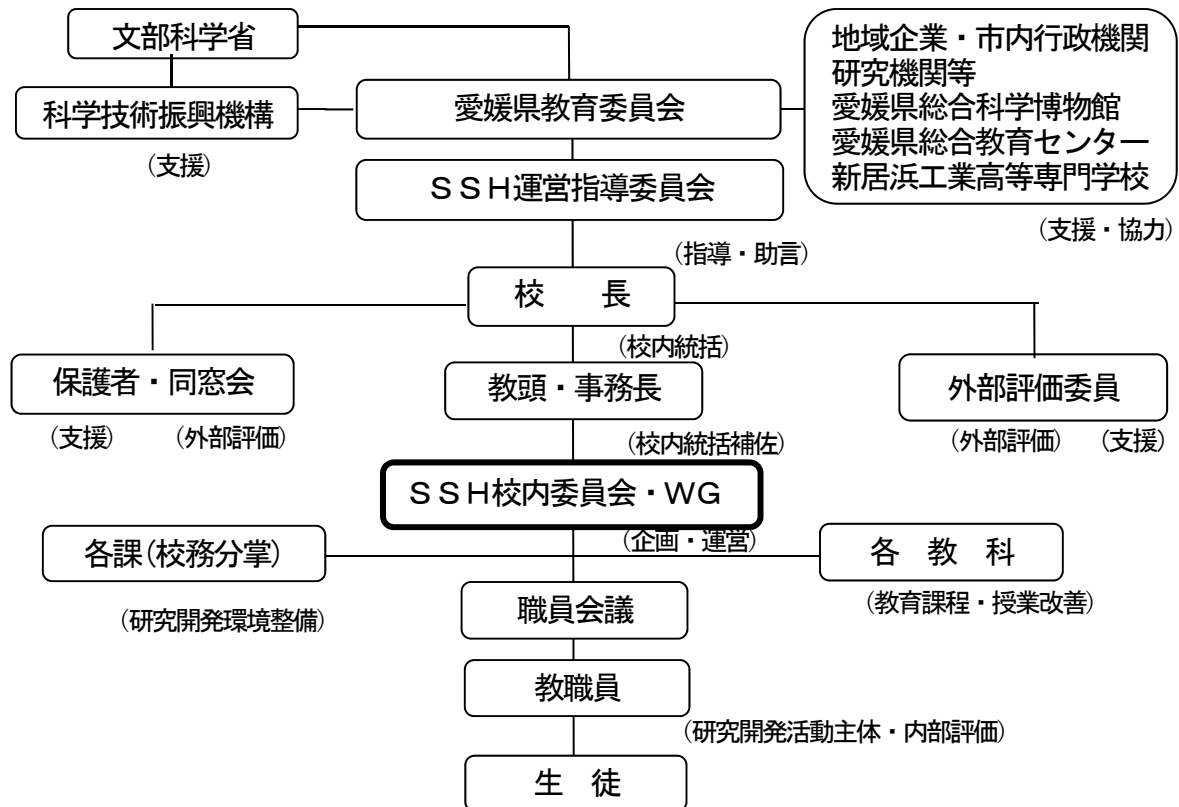 文部科学省
科学技術振興機構
(支援)
愛媛県教育委員会
地域企業・市内行政機関
研究機関等
愛媛県総合科学博物館
愛媛県総合教育センター
新居浜工業高等専門学校
(支援・協力)
ＳＳＨ運営指導委員会
(指導・助言)
校　長
(校内統括)
保護者・同窓会
(支援)　(外部評価)
教頭・事務長
(校内統括補佐)
外部評価委員
(外部評価)　(支援)
ＳＳＨ校内委員会・ＷＧ
(企画・運営)
各課(校務分掌)
(研究開発環境整備)
各　教　科
(教育課程・授業改善)
職員会議
教職員
(研究開発活動主体・内部評価)
生　徒